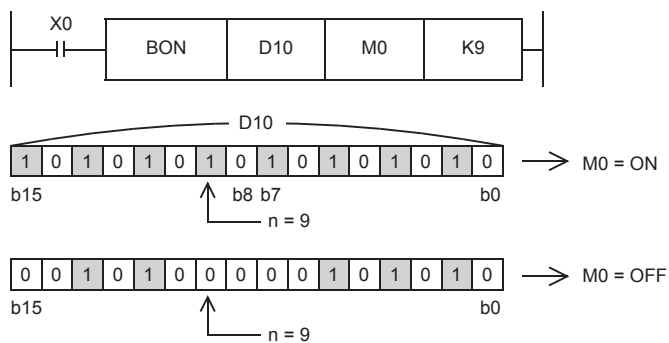 X0
BON D10 M0 K9
D10
1 0 1 0 1 0 1 0 1 0 1 0 1 0 1 0 M0 = ON
b15 b8 b7 b0
n = 9
0 0 1 0 1 0 0 0 0 0 1 0 1 0 1 0 M0 = OFF
b15 b0
n = 9